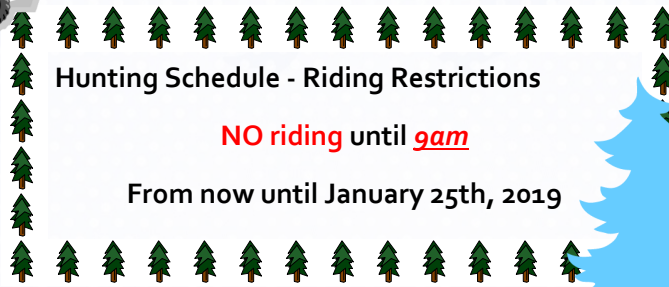 Hunting Schedule - Riding Restrictions
NO riding until 9am
From now until January 25th, 2019